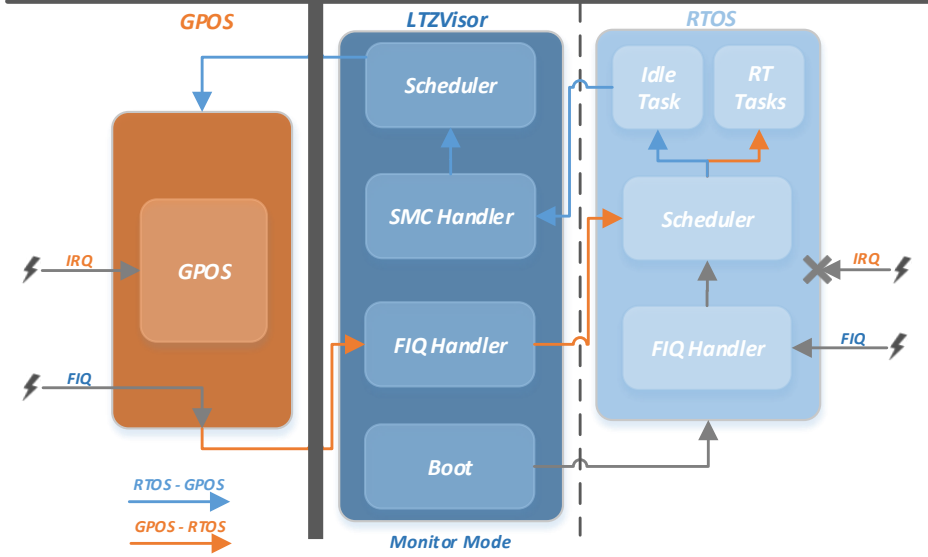 GPOS
LTZVisor
RTOS
Scheduler
Idle
Task
RT
Tasks
SMC Handler
Scheduler
IRQ
GPOS
IRQ
FIQ Handler
FIQ Handler
FIQ
FIQ
Boot
RTOS - GPOS
GPOS - RTOS
Monitor Mode